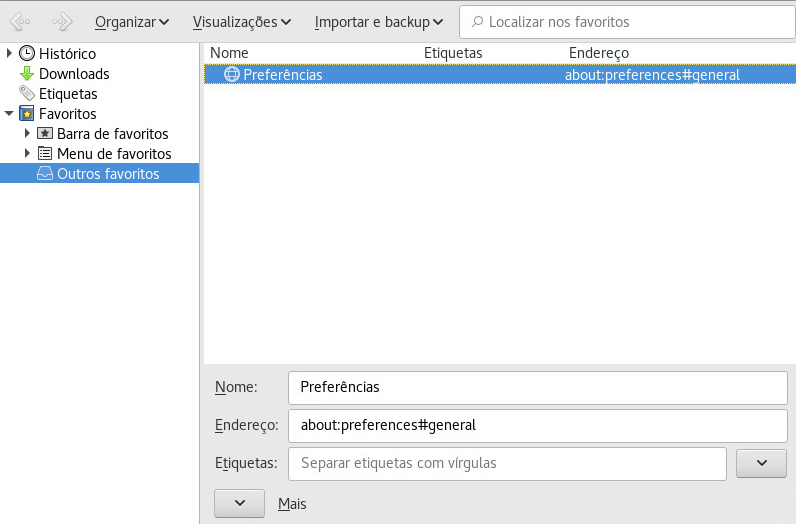 Organizar Visualizações Importar e backup Localizar nos favoritos
Histórico
Downloads
Etiquetas
Favoritos
Barra de favoritos
Menu de favoritos
Outros favoritos
Nome Etiquetas Endereço
Preferências about:preferences#general
Nome: Preferências
Endereço: about:preferences#general
Etiquetas: Separar etiquetas com vírgulas
Mais